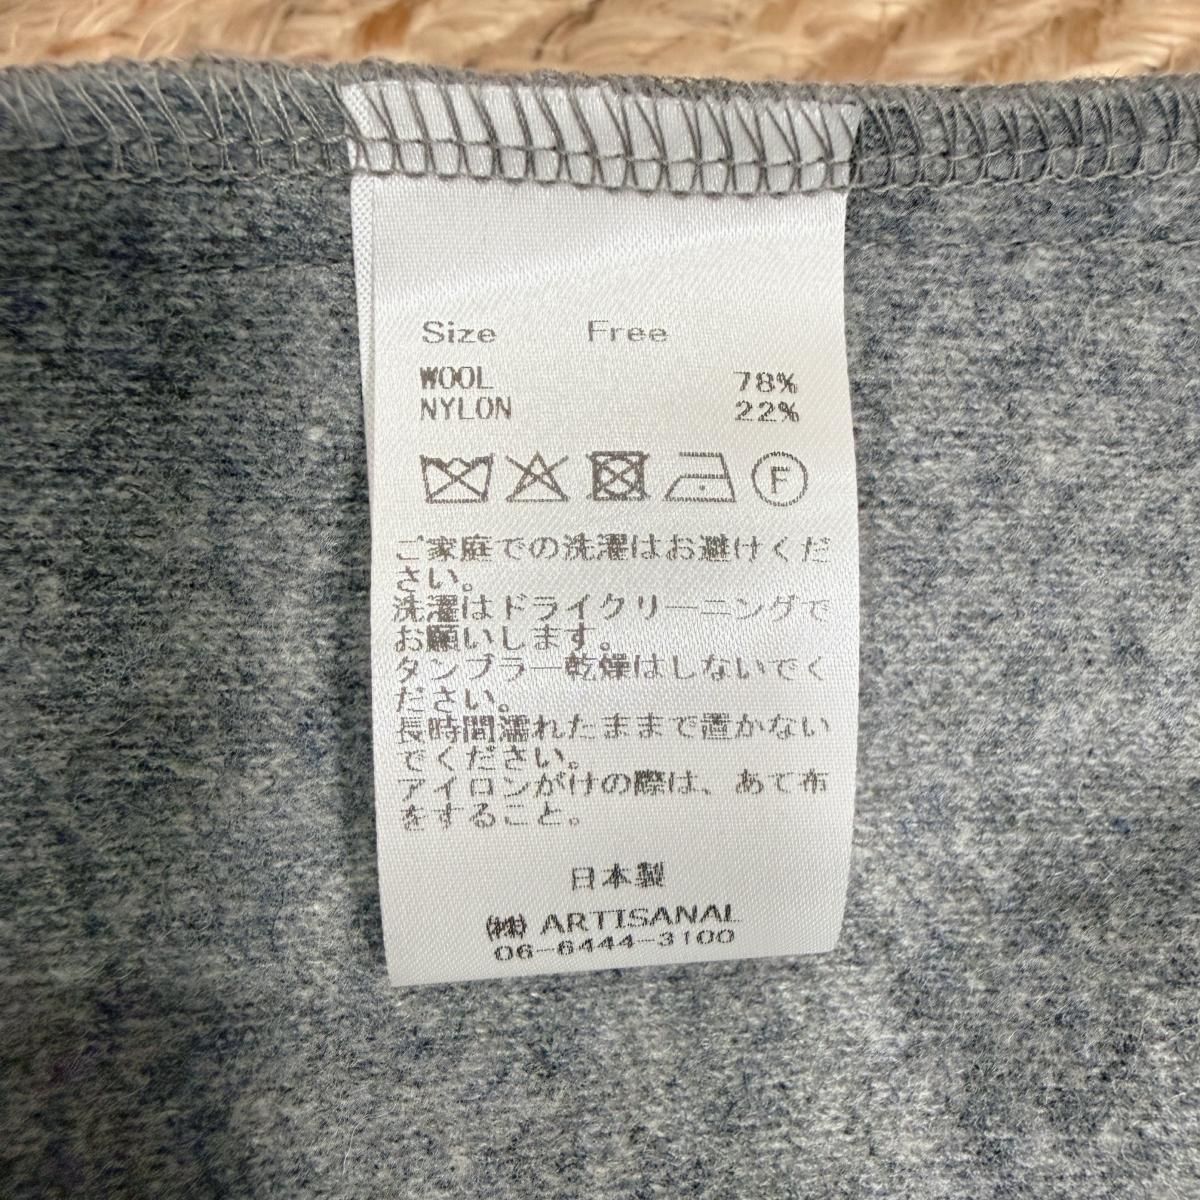 Size Free
WOOL 78%
NYLON 22%
F
ご家庭での洗濯はお避けくだ
さい。
洗濯はドライクリーニングで
お願いします。
タンブラー乾燥はしないでく
ださい。
長時間濡れたままで置かない
でください。
アイロンがけの際は、あて布
をすること。
日本製
㈱ ARTISANAL
06-6444-3100